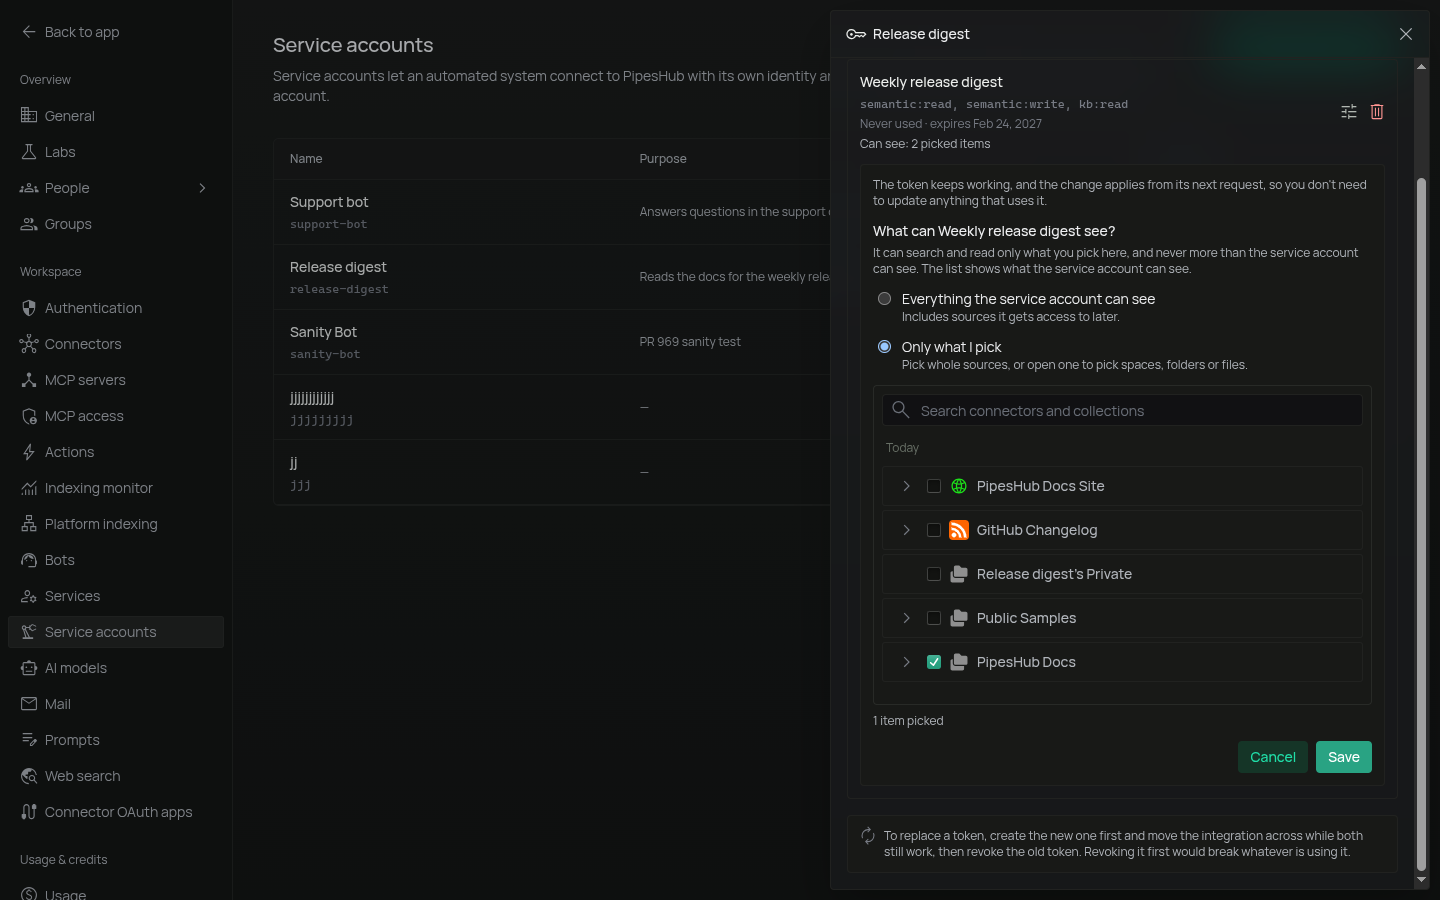 Back to app
Overview
General
Labs
People
Groups
Workspace
Authentication
Connectors
MCP servers
MCP access
Actions
Indexing monitor
Platform indexing
Bots
Services
Service accounts
AI models
Mail
Prompts
Web search
Connector OAuth apps
Usage & credits
Usage
Service accounts
Service accounts let an automated system connect to PipesHub with its own identity
account.
Name
Purpose
Support bot
support-bot
Answers questions in the support
Release digest
release-digest
Reads the docs for the weekly
Sanity Bot
sanity-bot
PR 969 sanity test
jjjjjjjjjjjj
jjjjjjjjj
—
jj
jjj
—
Release digest
Weekly release digest
semantic:read, semantic:write, kb:read
Never used · expires Feb 24, 2027
Can see: 2 picked items
The token keeps working, and the change applies from its next request, so you don't need
to update anything that uses it.
What can Weekly release digest see?
It can search and read only what you pick here, and never more than the service account
can see. The list shows what the service account can see.
Everything the service account can see
Includes sources it gets access to later.
Only what I pick
Pick whole sources, or open one to pick spaces, folders or files.
Search connectors and collections
Today
PipesHub Docs Site
GitHub Changelog
Release digest's Private
Public Samples
PipesHub Docs
1 item picked
Cancel
Save
To replace a token, create the new one first and move the integration across while both
still work, then revoke the old token. Revoking it first would break whatever is using it.